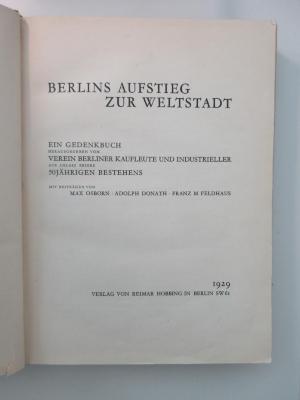 BERLINS AUFSTIEG
ZUR WELTSTADT
EIN GEDENKBUCH
HERAUSGEGEBEN VOM
VEREIN BERLINER KAUFLEUTE UND INDUSTRIELLER
AUS ANLASS SEINES
50JÄHRIGEN BESTEHENS
MIT BEITRÄGEN VON
MAX OSBORN · ADOLPH DONATH · FRANZ M FELDHAUS
1929
VERLAG VON REIMAR HOBBING IN BERLIN SW 61